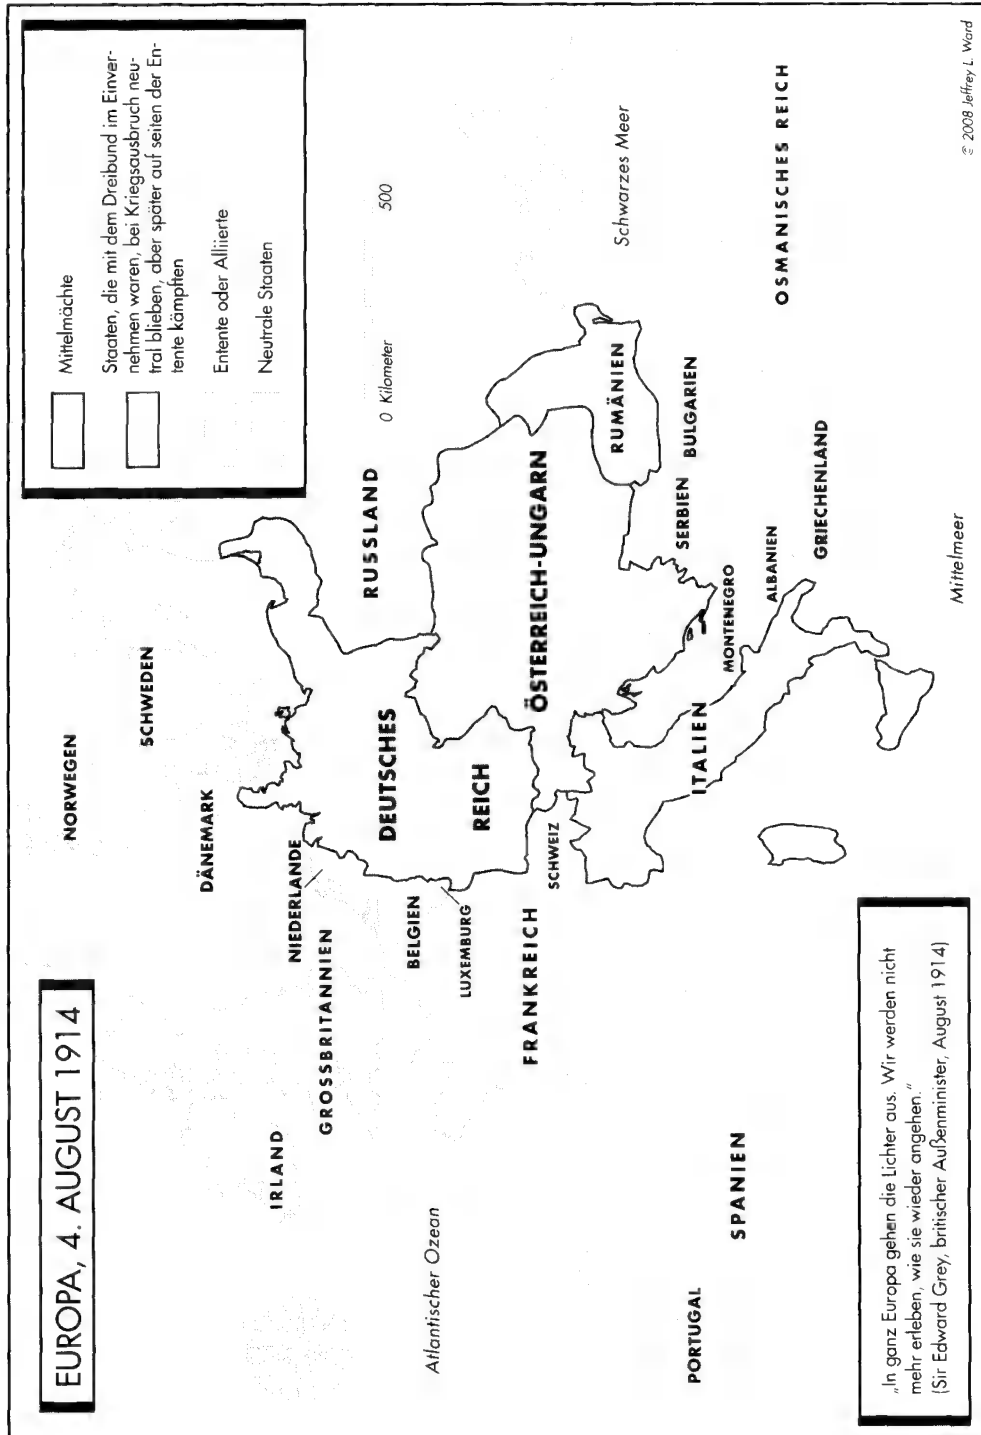 EUROPA, 4. AUGUST 1914
Mittelmächte
Staaten, die mit dem Dreibund im Einver-
nehmen waren, bei Kriegsausbruch neu-
tral blieben, aber später auf seiten der En-
tente kämpften
Entente oder Alliierte
Neutrale Staaten
0 Kilometer 500
NORWEGEN
SCHWEDEN
DÄNEMARK
IRLAND
GROSSBRITANNIEN
NIEDERLANDE
RUSSLAND
DEUTSCHES
REICH
BELGIEN
LUXEMBURG
Atlantischer Ozean
FRANKREICH
SCHWEIZ
ÖSTERREICH-UNGARN
RUMÄNIEN
Schwarzes Meer
SERBIEN
BULGARIEN
PORTUGAL
SPANIEN
ITALIEN
MONTENEGRO
ALBANIEN
GRIECHENLAND
OSMANISCHES REICH
Mittelmeer
„In ganz Europa gehen die Lichter aus. Wir werden nicht
mehr erleben, wie sie wieder angehen.“
(Sir Edward Grey, britischer Außenminister, August 1914)
© 2008 Jeffrey L. Ward